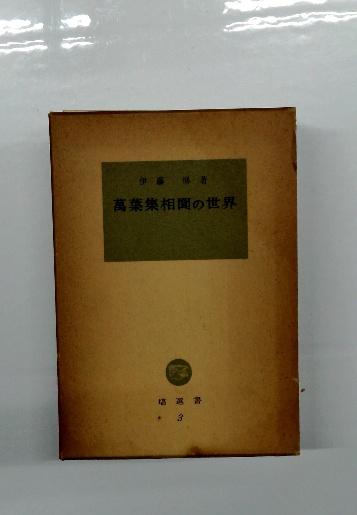 伊藤 博 著
萬葉集相聞の世界
塙選書
3